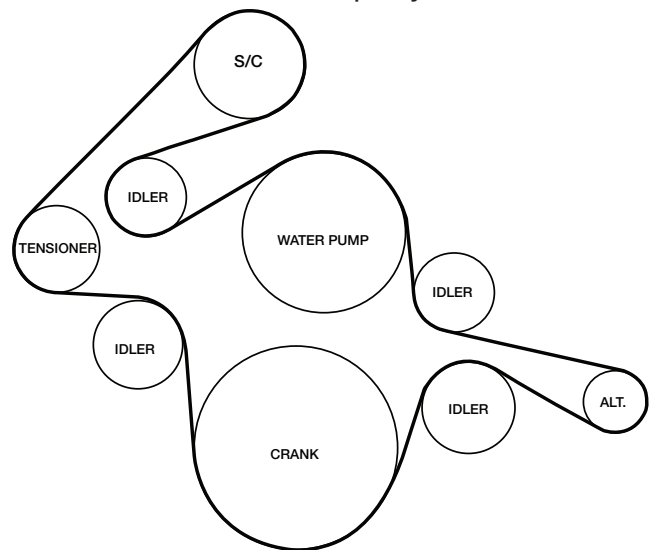 S/C
IDLER
WATER PUMP
TENSIONER
IDLER
IDLER
ALT.
IDLER
CRANK